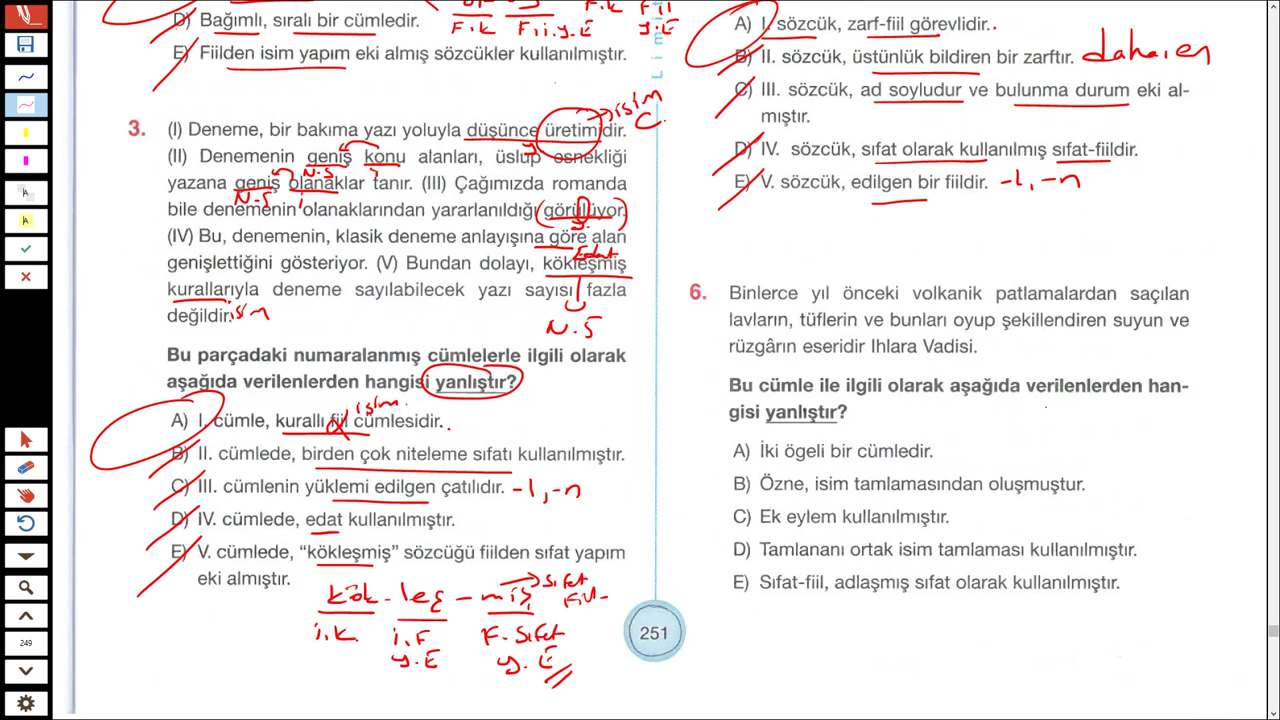 D) Bağımlı, sıralı bir cümledir.
F.k
F.k
y.E
E) Fiilden isim yapım eki almış sözcükler kullanılmıştır.
3. (I) Deneme, bir bakıma yazı yoluyla düşünce üretimidir.
isim
C.
y
(II) Denemenin geniş konu alanları, üslup esnekliği
N.S
i
yazana geniş olanaklar tanır. (III) Çağımızda romanda
N.S
i
bile denemenin olanaklarından yararlanıldığı (görülüyor.)
y.
(IV) Bu, denemenin, klasik deneme anlayışına göre alan
Edat
genişlettiğini gösteriyor. (V) Bundan dolayı, kökleşmiş
kurallarıyla deneme sayılabilecek yazı sayısı fazla
değildir.
isim
N.S
Bu parçadaki numaralanmış cümlelerle ilgili olarak
aşağıda verilenlerden hangisi yanlıştır?
isim.
A) I. cümle, kurallı fiil cümlesidir.
B) II. cümlede, birden çok niteleme sıfatı kullanılmıştır.
C) III. cümlenin yüklemi edilgen çatılıdır. -l, -n
D) IV. cümlede, edat kullanılmıştır.
E) V. cümlede, "kökleşmiş" sözcüğü fiilden sıfat yapım
eki almıştır.
kök - leş - miş → Sıfat
Fiil
i.k. i.F F. Sıfat
y.E y. E
A) I. sözcük, zarf-fiil görevlidir.
B) II. sözcük, üstünlük bildiren bir zarftır. daha, en
C) III. sözcük, ad soyludur ve bulunma durum eki al-
mıştır.
D) IV. sözcük, sıfat olarak kullanılmış sıfat-fiildir.
E) V. sözcük, edilgen bir fiildir. -l, -n
6. Binlerce yıl önceki volkanik patlamalardan saçılan
lavların, tüflerin ve bunları oyup şekillendiren suyun ve
rüzgârın eseridir Ihlara Vadisi.
Bu cümle ile ilgili olarak aşağıda verilenlerden han-
gisi yanlıştır?
A) İki ögeli bir cümledir.
B) Özne, isim tamlamasından oluşmuştur.
C) Ek eylem kullanılmıştır.
D) Tamlananı ortak isim tamlaması kullanılmıştır.
E) Sıfat-fiil, adlaşmış sıfat olarak kullanılmıştır.
251
249